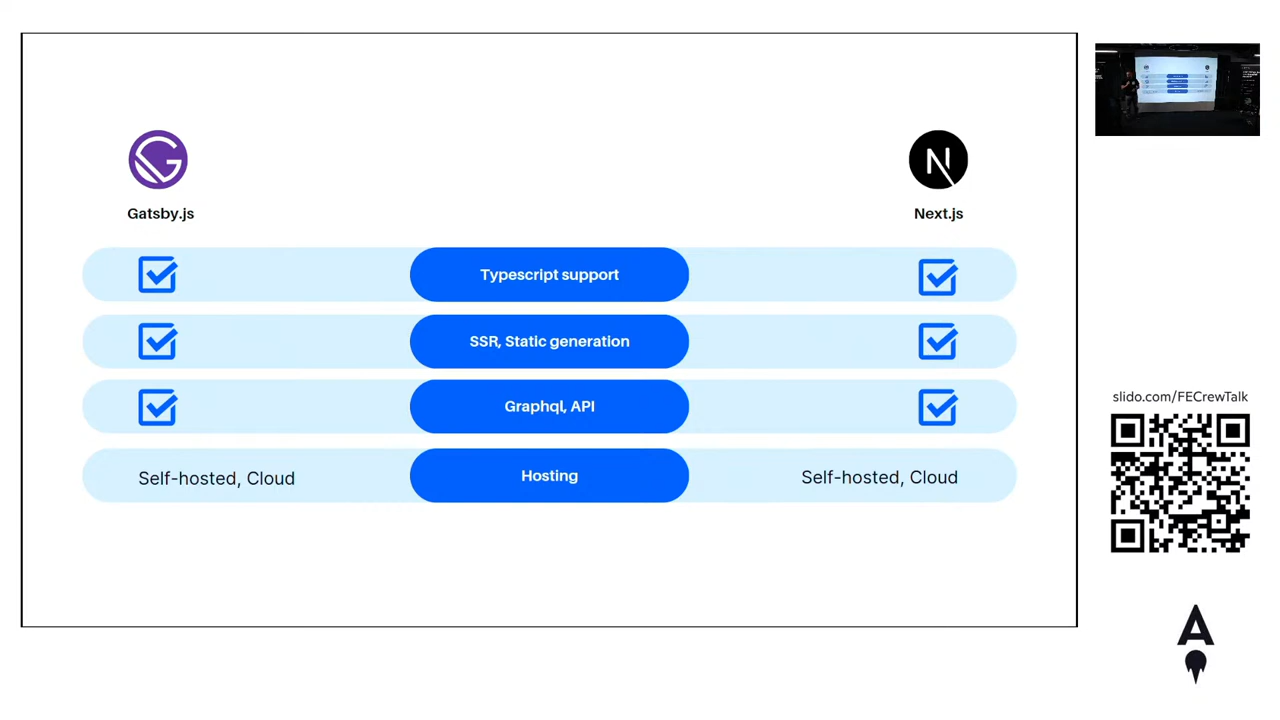 Gatsby.js
Next.js
Typescript support
SSR, Static generation
Graphql, API
Self-hosted, Cloud
Hosting
Self-hosted, Cloud
slido.com/FECrewTalk